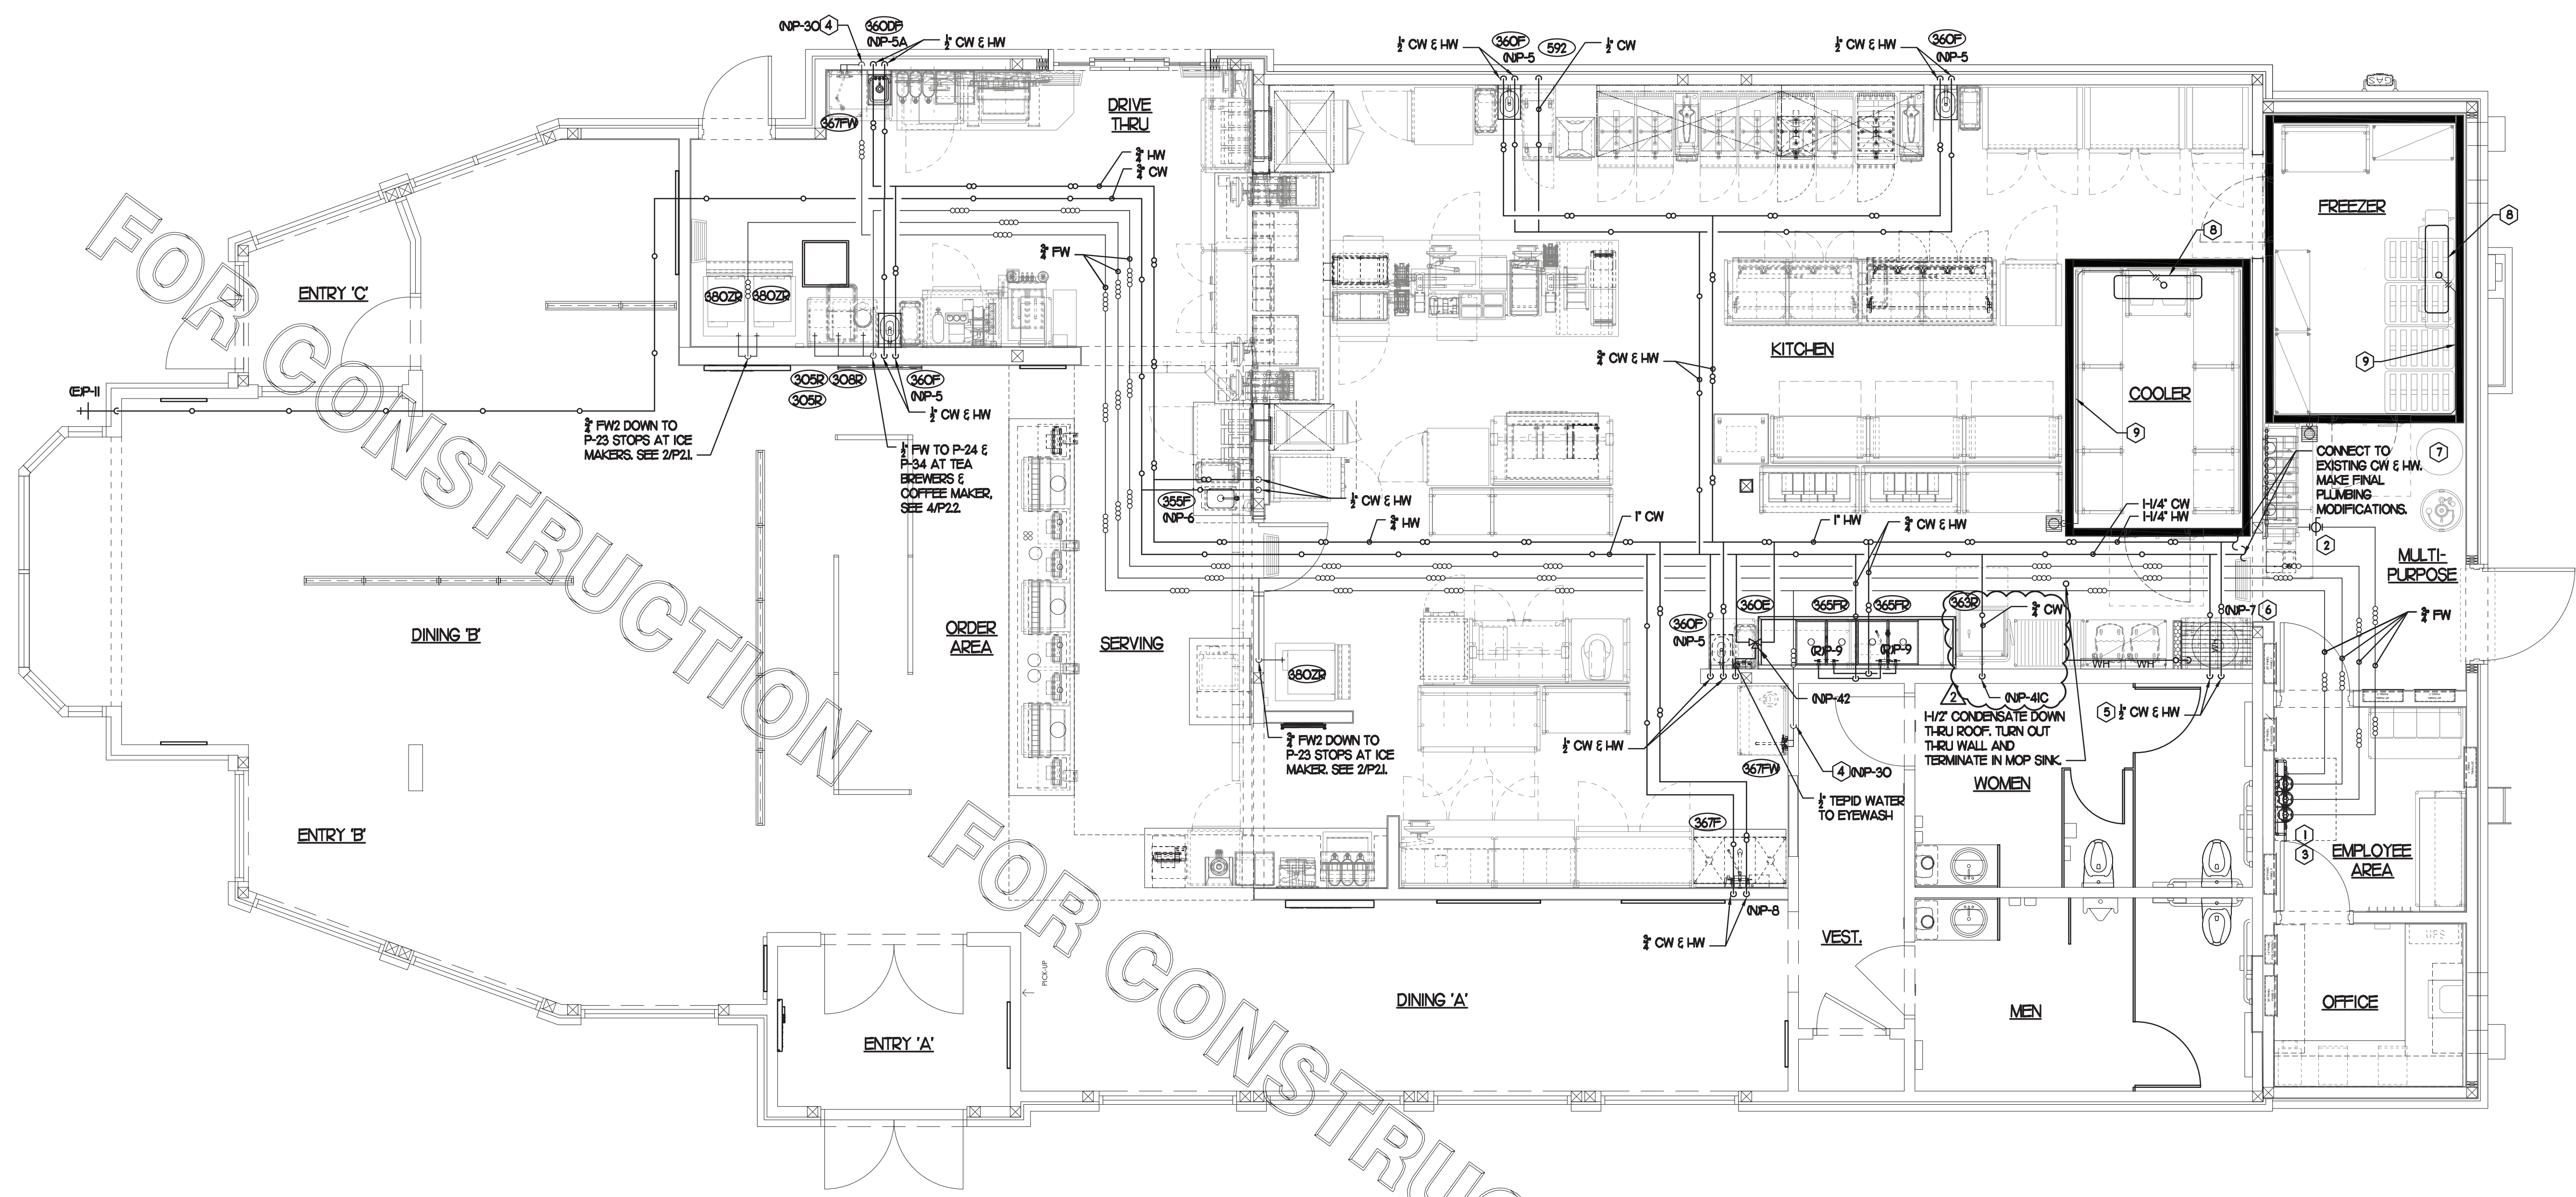 (N)P-30 4
360DF
(N)P-5A
½" CW & HW
½" CW & HW
360F
(N)P-5
592
½" CW
½" CW & HW
360F
(N)P-5
GAS
367FW
DRIVE
THRU
¾" HW
¾" CW
FREEZER
8
8
¾" FW
ENTRY 'C'
380ZR
380ZR
KITCHEN
¾" CW & HW
9
COOLER
9
(E)P-11
305R
308R
360F
305R
(N)P-5
½" CW & HW
¾" FW2 DOWN TO
P-23 STOPS AT ICE
MAKERS. SEE 2/P2.1.
½" FW TO P-24 &
P-34 AT TEA
BREWERS &
COFFEE MAKER,
SEE 4/P2.2.
355F
(N)P-6
½" CW & HW
¾" HW
1" CW
1" HW
¾" CW & HW
1-1/4" CW
1-1/4" HW
CONNECT TO
EXISTING CW & HW.
MAKE FINAL
PLUMBING
MODIFICATIONS.
7
2
MULTI-
PURPOSE
DINING 'B'
ORDER
AREA
SERVING
380ZR
360F
(N)P-5
360E
365FR
365FR
363R
¾" CW
(R)P-9
(R)P-9
WH
WH
WH
(N)P-7 6
¾" FW
(N)P-42
2
(N)P-41C
5 ½" CW & HW
1-1/2" CONDENSATE DOWN
THRU ROOF. TURN OUT
THRU WALL AND
TERMINATE IN MOP SINK.
¾" FW2 DOWN TO
P-23 STOPS AT ICE
MAKER. SEE 2/P2.1.
½" CW & HW
367FW
4 (N)P-30
½" TEPID WATER
TO EYEWASH
WOMEN
367F
(N)P-8
¾" CW & HW
1
3
EMPLOYEE
AREA
ENTRY 'B'
VEST.
UPS
PICK-UP
DINING 'A'
MEN
OFFICE
ENTRY 'A'
FOR CONSTRUCTION
FOR CONSTRUC